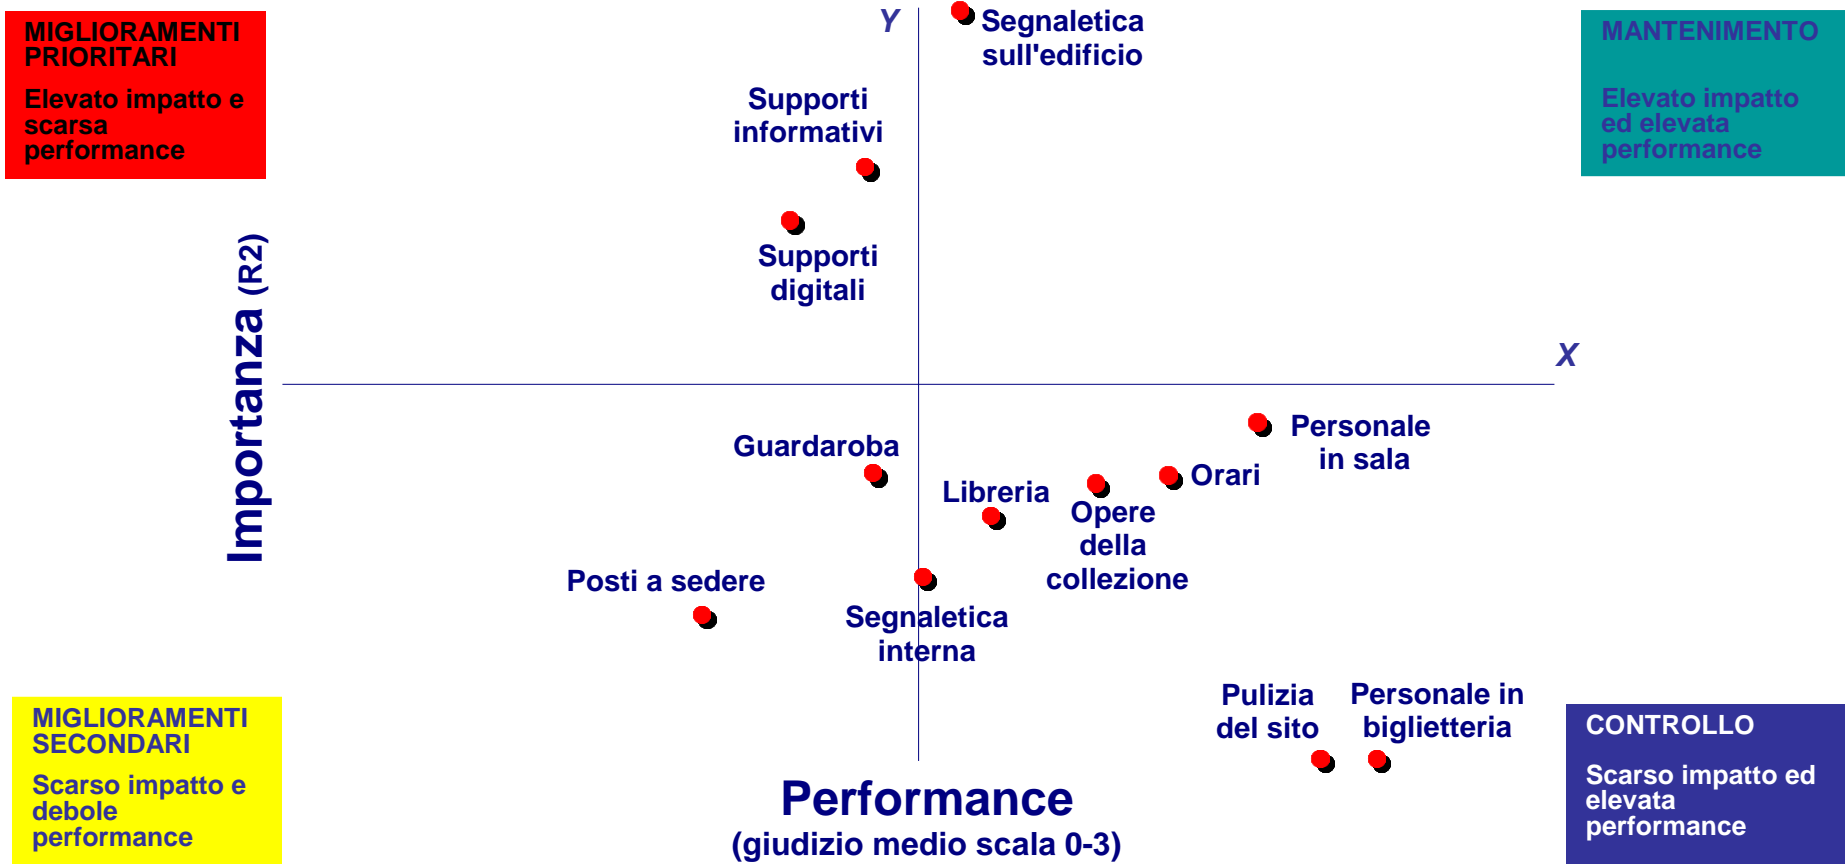 MIGLIORAMENTI
PRIORITARI
Elevato impatto e
scarsa
performance
Y
Segnaletica
sull'edificio
MANTENIMENTO
Elevato impatto
ed elevata
performance
Supporti
informativi
Supporti
digitali
Importanza (R2)
X
Guardaroba
Libreria
Opere
della
collezione
Orari
Personale
in sala
Posti a sedere
Segnaletica
interna
Pulizia
del sito
Personale in
biglietteria
MIGLIORAMENTI
SECONDARI
Scarso impatto e
debole
performance
Performance
(giudizio medio scala 0-3)
CONTROLLO
Scarso impatto ed
elevata
performance